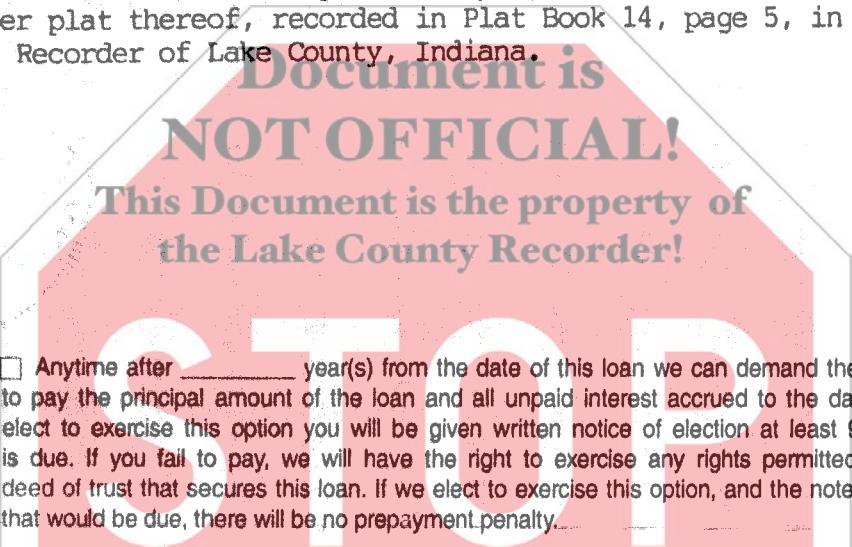 er plat thereof, recorded in Plat Book 14, page 5, in
Recorder of Lake County, Indiana.
Document is
NOT OFFICIAL!
This Document is the property of
the Lake County Recorder!
STOP
Anytime after __________ year(s) from the date of this loan we can demand the
to pay the principal amount of the loan and all unpaid interest accrued to the da
elect to exercise this option you will be given written notice of election at least 9
is due. If you fail to pay, we will have the right to exercise any rights permitted
deed of trust that secures this loan. If we elect to exercise this option, and the note
that would be due, there will be no prepayment penalty.